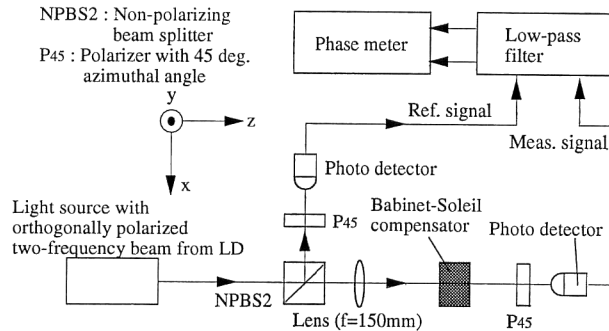 NPBS2 : Non-polarizing
beam splitter
P45 : Polarizer with 45 deg.
azimuthal angle
y
z
x
Phase meter
Low-pass
filter
Ref. signal
Meas. signal
Photo detector
P45
Light source with
orthogonally polarized
two-frequency beam from LD
Babinet-Soleil
compensator
Photo detector
NPBS2
Lens (f=150mm)
P45